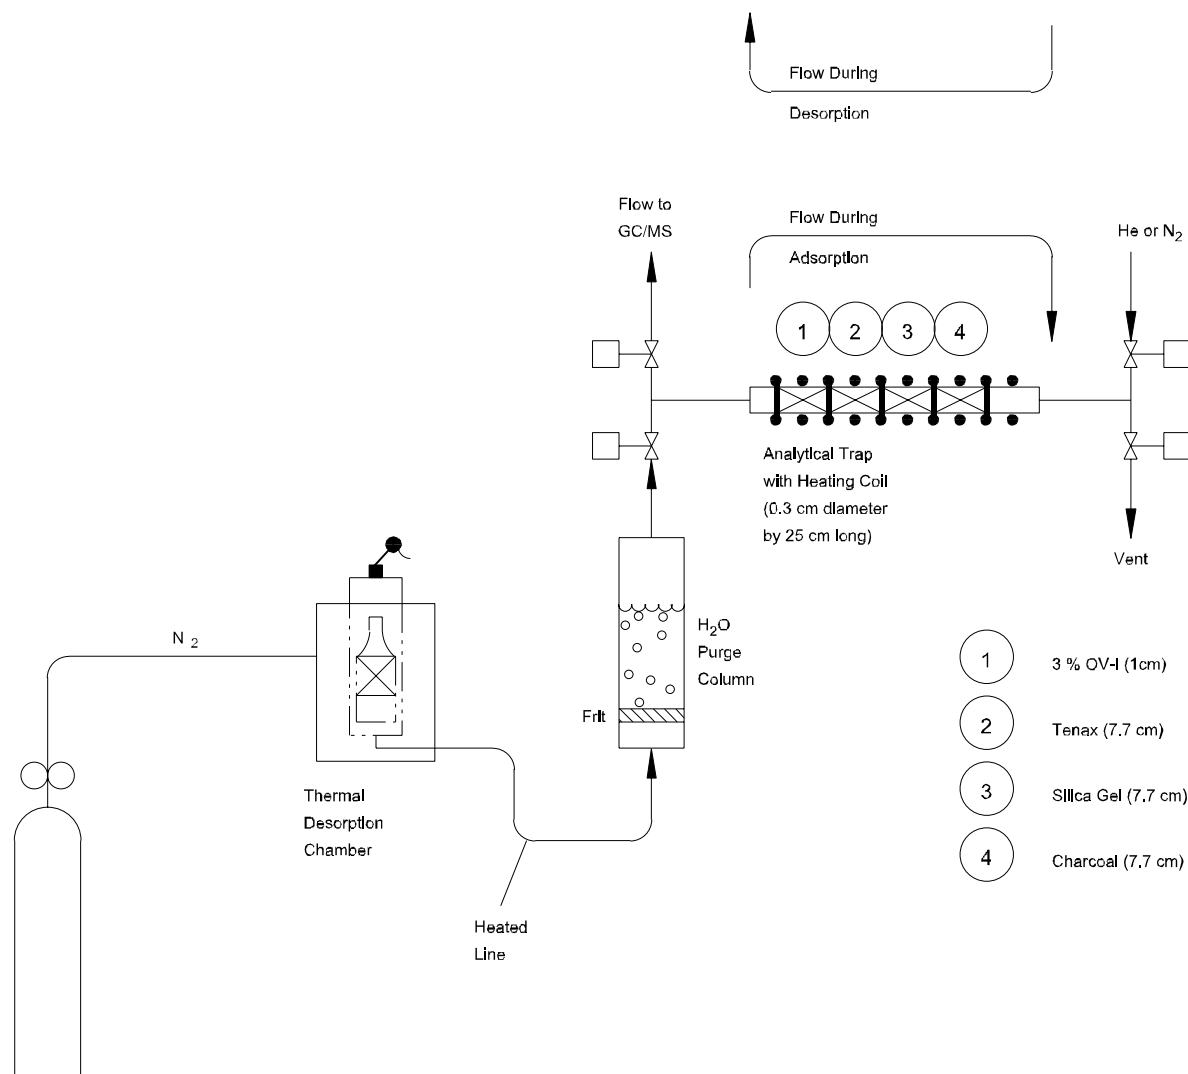 Flow During
Desorption
Flow to
GC/MS
Flow During
Adsorption
He or N₂
1
2
3
4
Analytical Trap
with Heating Coil
(0.3 cm diameter
by 25 cm long)
Vent
N ₂
H₂O
Purge
Column
Frit
Thermal
Desorption
Chamber
Heated
Line
1 3 % OV-I (1cm)
2 Tenax (7.7 cm)
3 Silica Gel (7.7 cm)
4 Charcoal (7.7 cm)